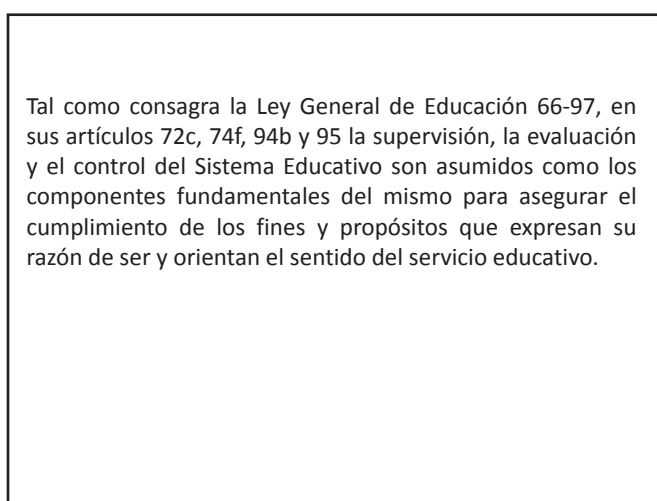 Tal como consagra la Ley General de Educación 66-97, en
sus artículos 72c, 74f, 94b y 95 la supervisión, la evaluación
y el control del Sistema Educativo son asumidos como los
componentes fundamentales del mismo para asegurar el
cumplimiento de los fines y propósitos que expresan su
razón de ser y orientan el sentido del servicio educativo.